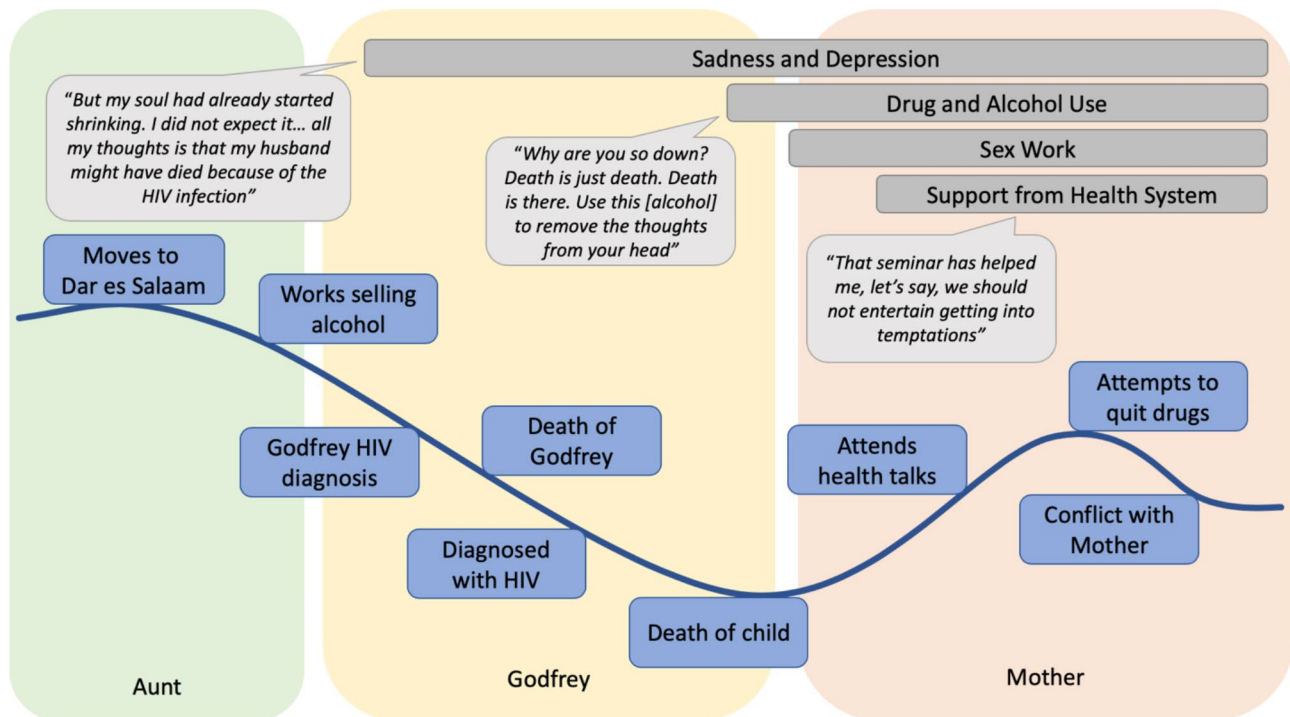 Sadness and Depression
Drug and Alcohol Use
Sex Work
Support from Health System
“But my soul had already started
shrinking. I did not expect it… all
my thoughts is that my husband
might have died because of the
HIV infection”
“Why are you so down?
Death is just death. Death
is there. Use this [alcohol]
to remove the thoughts
from your head”
“That seminar has helped
me, let’s say, we should
not entertain getting into
temptations”
Moves to
Dar es Salaam
Works selling
alcohol
Godfrey HIV
diagnosis
Death of
Godfrey
Diagnosed
with HIV
Death of child
Attends
health talks
Attempts to
quit drugs
Conflict with
Mother
Aunt
Godfrey
Mother